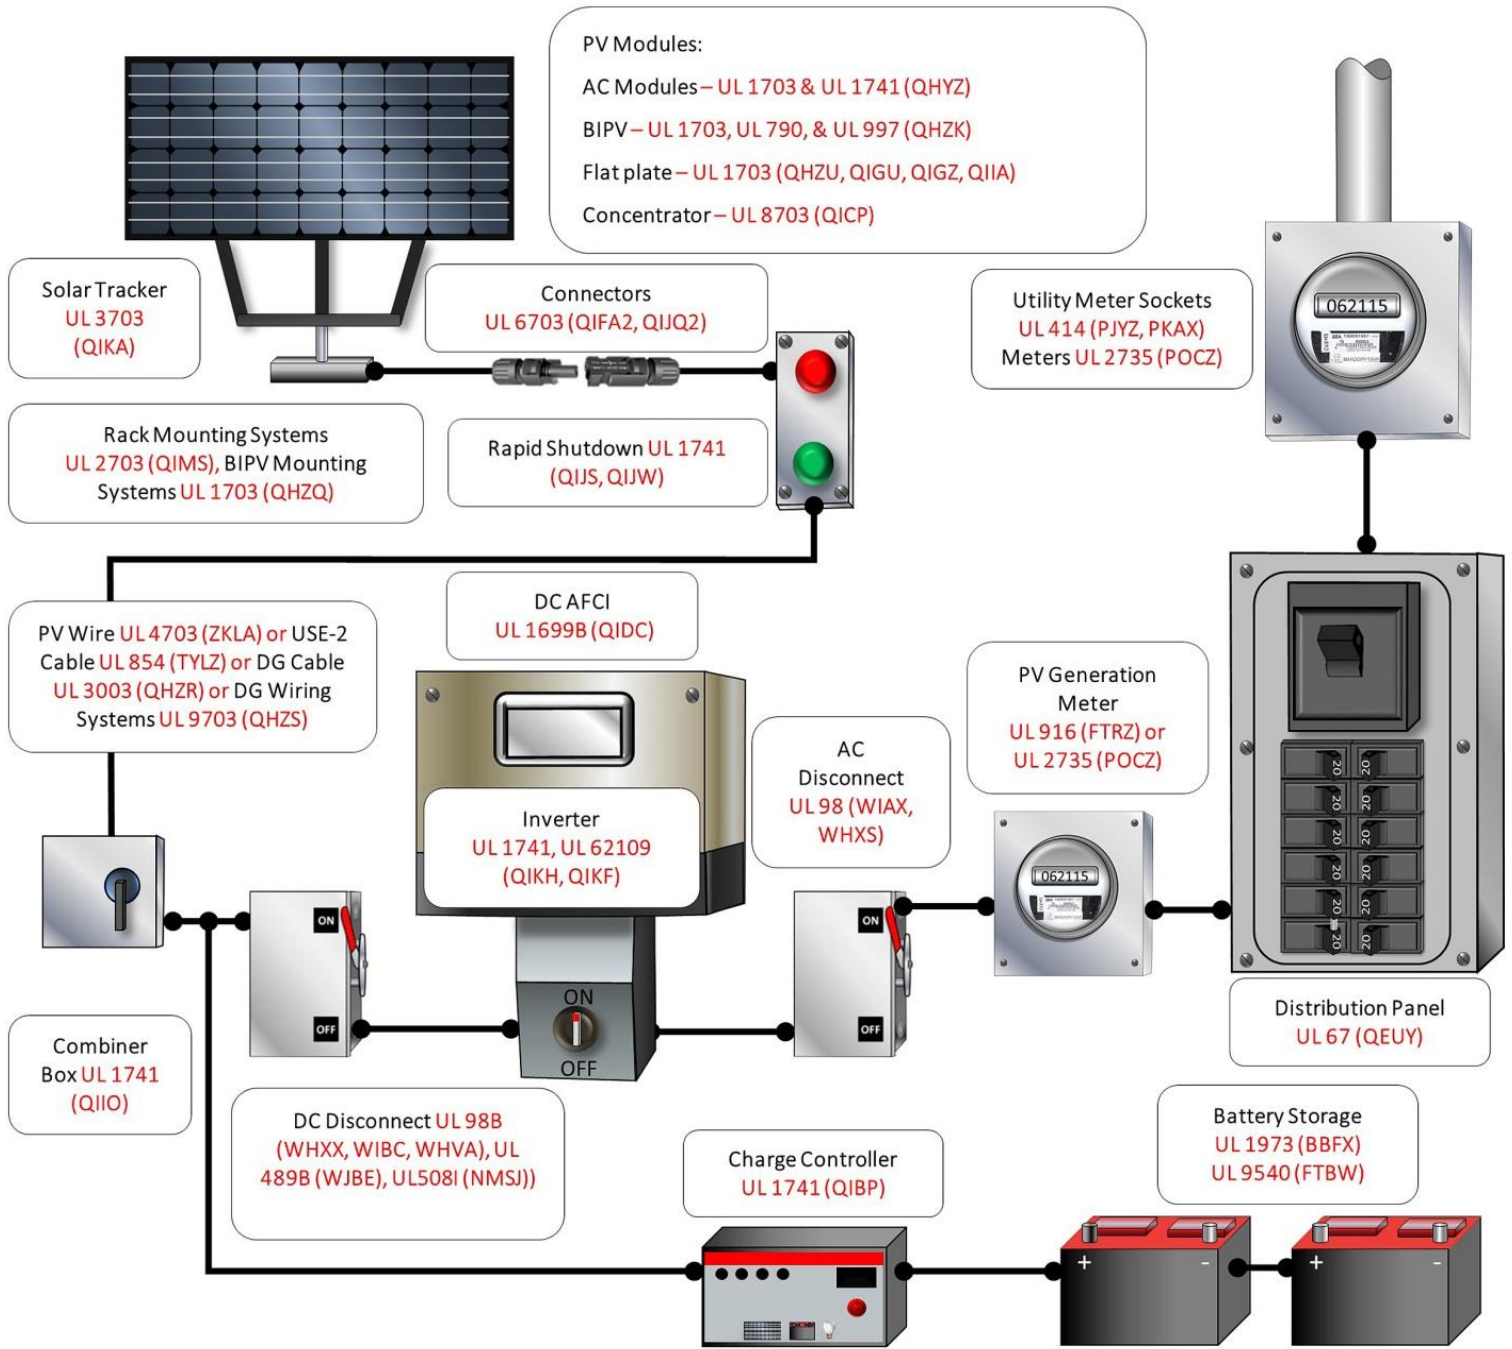 PV Modules:
AC Modules – UL 1703 & UL 1741 (QHYZ)
BIPV – UL 1703, UL 790, & UL 997 (QHZK)
Flat plate – UL 1703 (QHZU, QIGU, QIGZ, QIIA)
Concentrator – UL 8703 (QICP)
Solar Tracker
UL 3703
(QIKA)
Connectors
UL 6703 (QIFA2, QIJQ2)
Utility Meter Sockets
UL 414 (PJYZ, PKAX)
Meters UL 2735 (POCZ)
062115
Rack Mounting Systems
UL 2703 (QIMS), BIPV Mounting
Systems UL 1703 (QHZQ)
Rapid Shutdown UL 1741
(QIJS, QIJW)
DC AFCI
UL 1699B (QIDC)
PV Wire UL 4703 (ZKLA) or USE-2
Cable UL 854 (TYLZ) or DG Cable
UL 3003 (QHZR) or DG Wiring
Systems UL 9703 (QHZS)
PV Generation
Meter
UL 916 (FTRZ) or
UL 2735 (POCZ)
AC
Disconnect
UL 98 (WIAX,
WHXS)
Inverter
UL 1741, UL 62109
(QIKH, QIKF)
062115
20 20
20 20
20 20
20 20
20 20
20 20
ON
OFF
ON
OFF
ON
OFF
Distribution Panel
UL 67 (QEUY)
Combiner
Box UL 1741
(QIIO)
DC Disconnect UL 98B
(WHXX, WIBC, WHVA), UL
489B (WJBE), UL508I (NMSJ))
Charge Controller
UL 1741 (QIBP)
Battery Storage
UL 1973 (BBFX)
UL 9540 (FTBW)
+ -
+ -